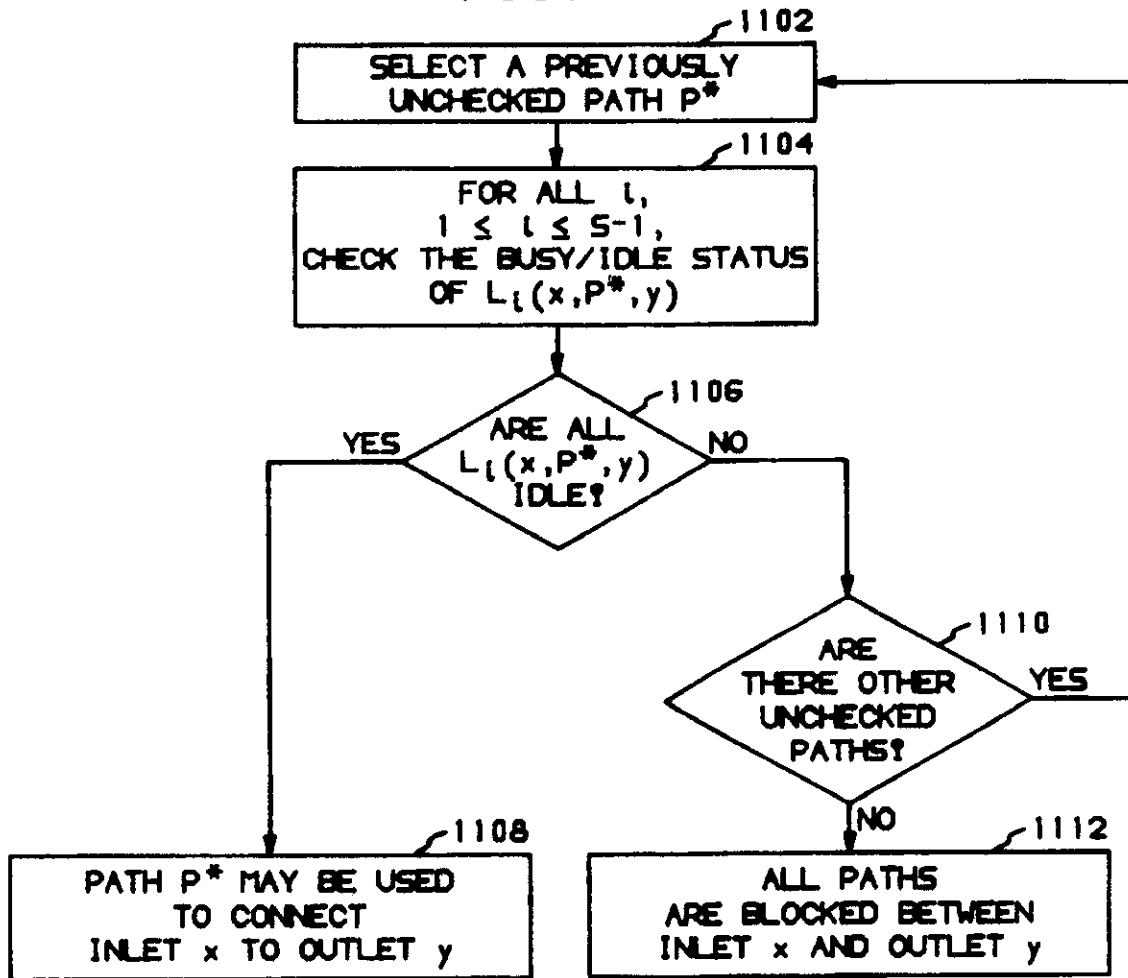 1102
SELECT A PREVIOUSLY
UNCHECKED PATH P*
1104
FOR ALL i,
1 ≤ i ≤ S-1,
CHECK THE BUSY/IDLE STATUS
OF Li(x,P*,y)
1106
YES
ARE ALL
Li(x,P*,y)
IDLE?
NO
1110
ARE
THERE OTHER
UNCHECKED
PATHS?
YES
NO
1108
PATH P* MAY BE USED
TO CONNECT
INLET x TO OUTLET y
1112
ALL PATHS
ARE BLOCKED BETWEEN
INLET x AND OUTLET y